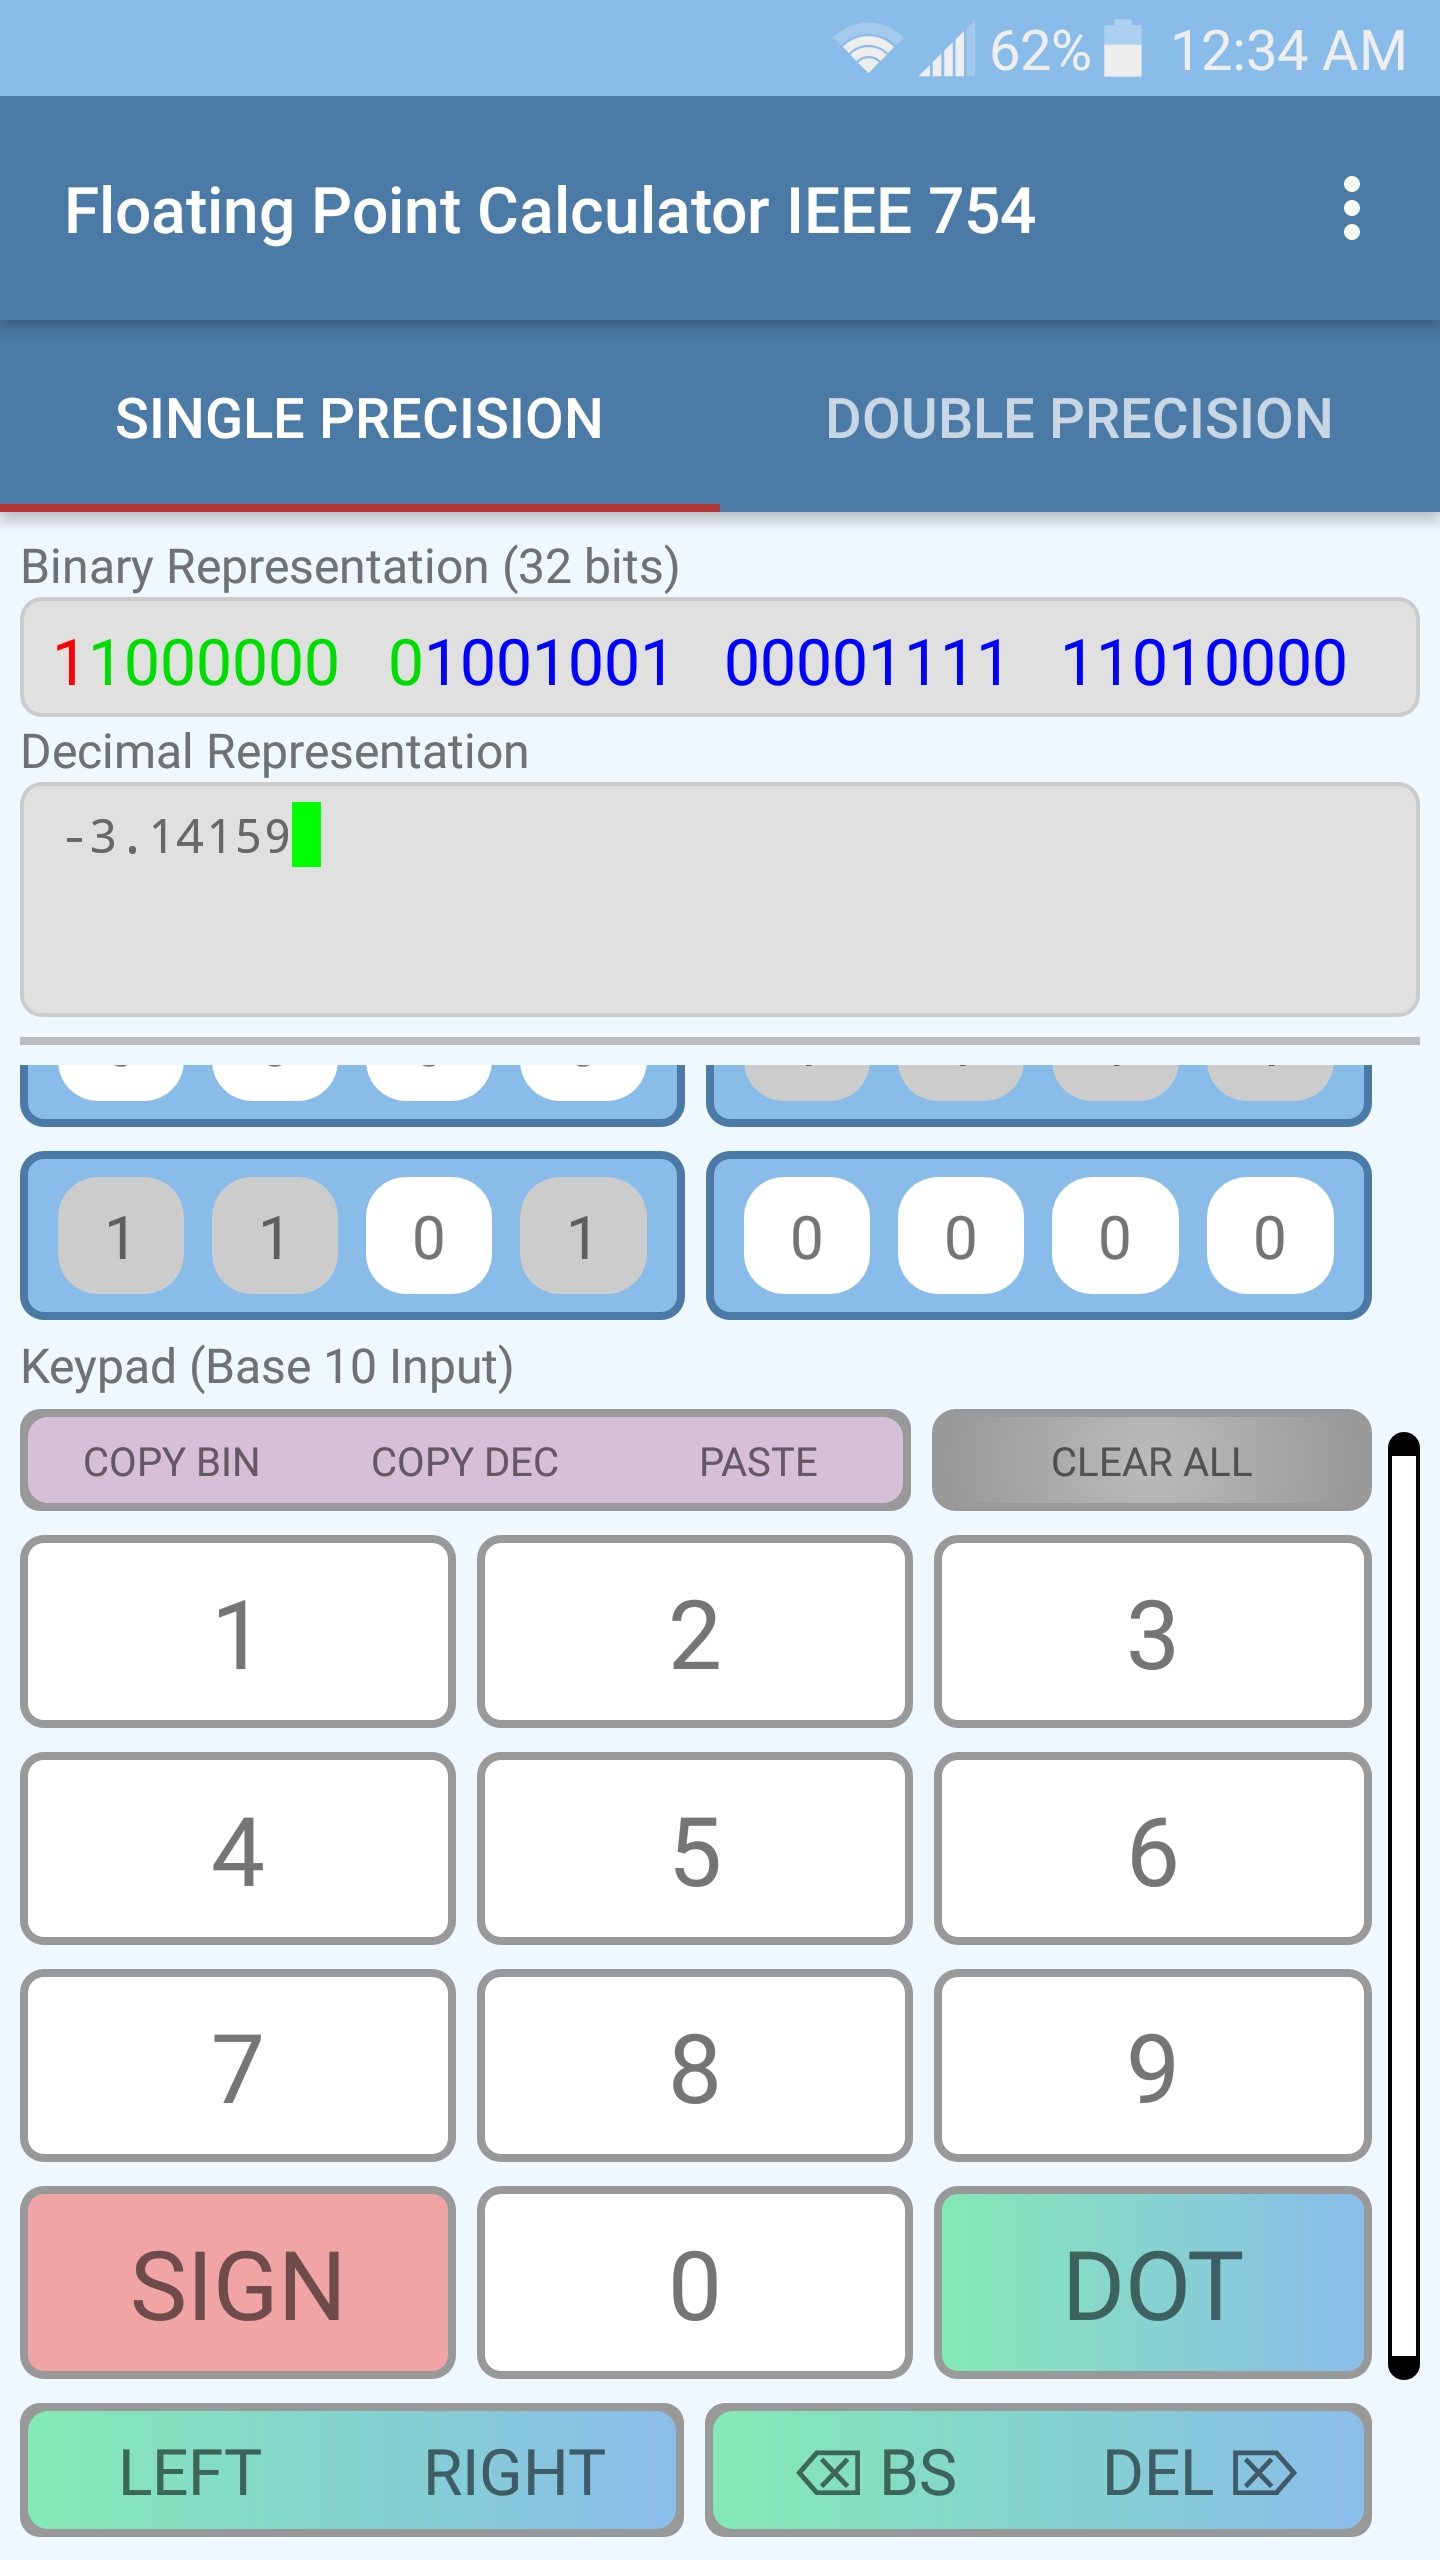 62% 12:34 AM
Floating Point Calculator IEEE 754
SINGLE PRECISION DOUBLE PRECISION
Binary Representation (32 bits)
11000000 01001001 00001111 11010000
Decimal Representation
-3.14159
1 1 0 1 0 0 0 0
Keypad (Base 10 Input)
COPY BIN COPY DEC PASTE CLEAR ALL
1 2 3
4 5 6
7 8 9
SIGN 0 DOT
LEFT RIGHT BS DEL